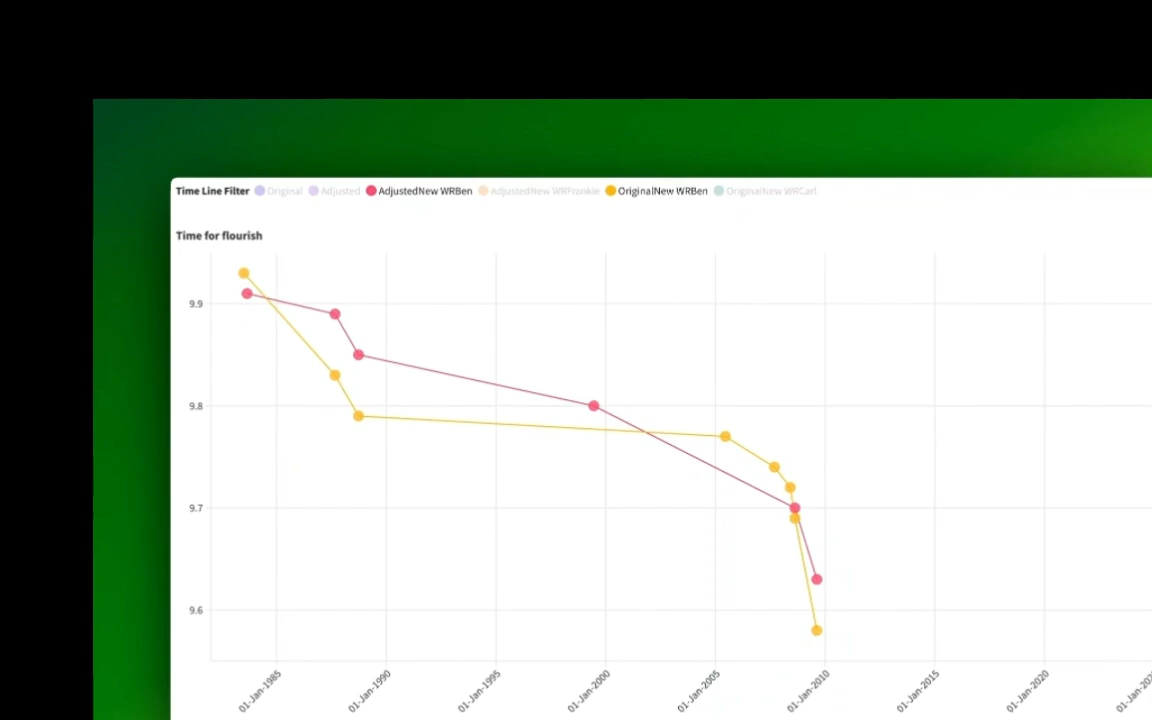 Time Line Filter Original Adjusted AdjustedNew WRBen AdjustedNew WRFrankie OriginalNew WRBen OriginalNew WRCarl
Time for flourish
9.9
9.8
9.7
9.6
01-Jan-1985 01-Jan-1990 01-Jan-1995 01-Jan-2000 01-Jan-2005 01-Jan-2010 01-Jan-2015 01-Jan-2020